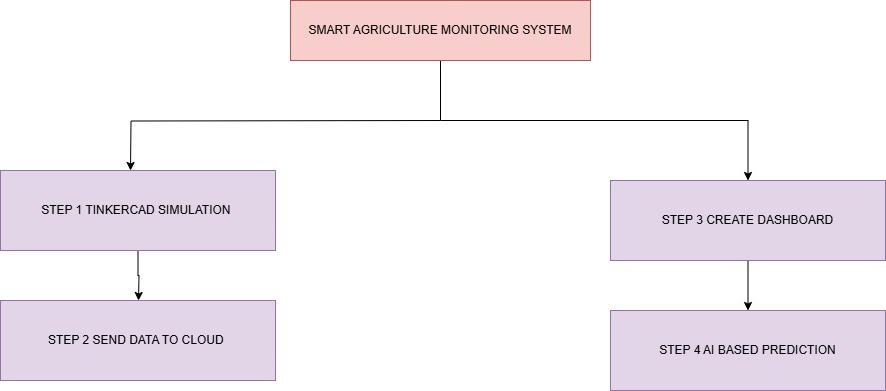 SMART AGRICULTURE MONITORING SYSTEM
STEP 1 TINKERCAD SIMULATION
STEP 2 SEND DATA TO CLOUD
STEP 3 CREATE DASHBOARD
STEP 4 AI BASED PREDICTION